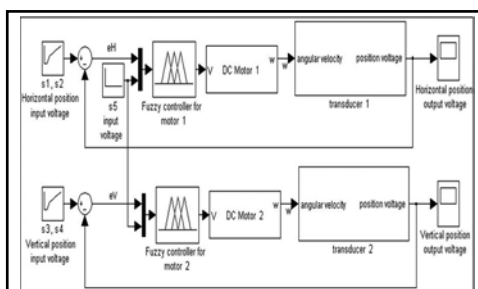 eH
s1, s2
Horizontal position
input voltage
s5
input
voltage
Fuzzy controller for
motor 1
V
DC Motor 1
w
w
angular velocity
position voltage
transducer 1
Horizontal position
output voltage
eV
s3, s4
Vertical position
input voltage
Fuzzy controller for
motor 2
V
DC Motor 2
w
w
angular velocity
position voltage
transducer 2
Vertical position
output voltage